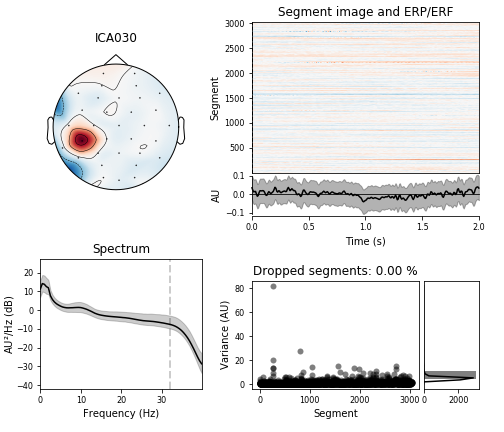 ICA030
Segment image and ERP/ERF
Segment
3000
2500
2000
1500
1000
500
AU
0.1
0.0
−0.1
0.0 0.5 1.0 1.5 2.0
Time (s)
Spectrum
AU²/Hz (dB)
20
10
0
−10
−20
−30
−40
0 10 20 30
Frequency (Hz)
Dropped segments: 0.00 %
Variance (AU)
80
60
40
20
0
0 1000 2000 3000
Segment
0 2000